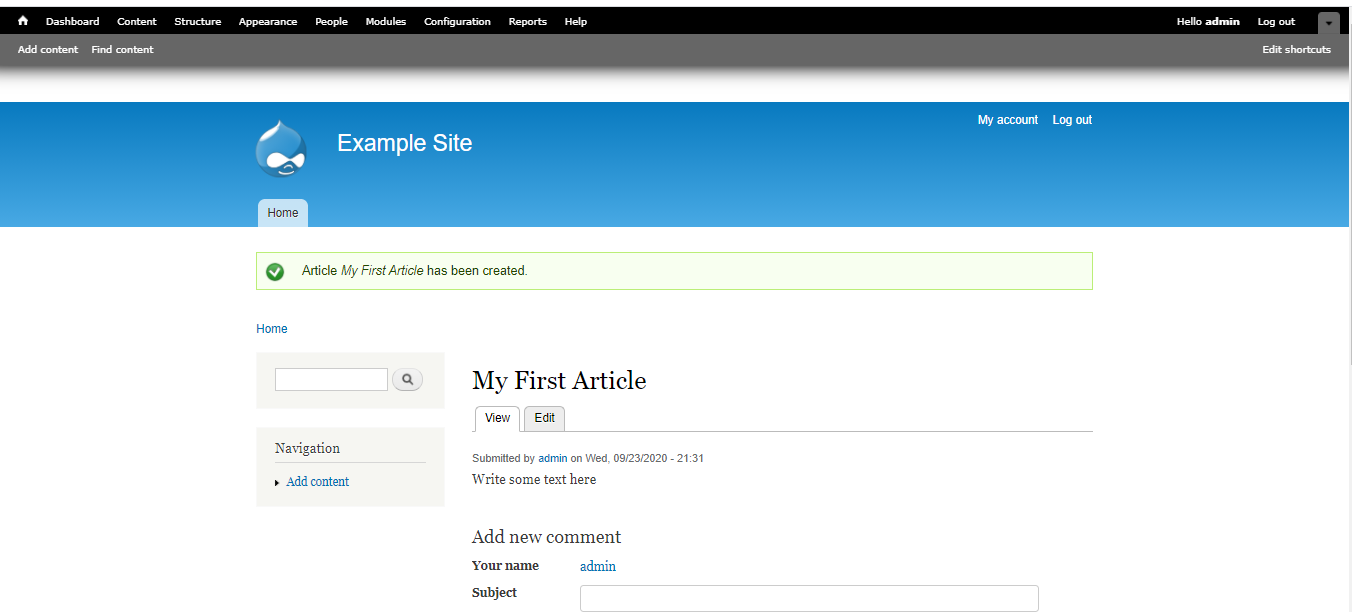 Dashboard Content Structure Appearance People Modules Configuration Reports Help Hello admin Log out
Add content Find content Edit shortcuts
My account Log out
Example Site
Home
Article My First Article has been created.
Home
My First Article
View Edit
Navigation
Add content
Submitted by admin on Wed, 09/23/2020 - 21:31
Write some text here
Add new comment
Your name admin
Subject